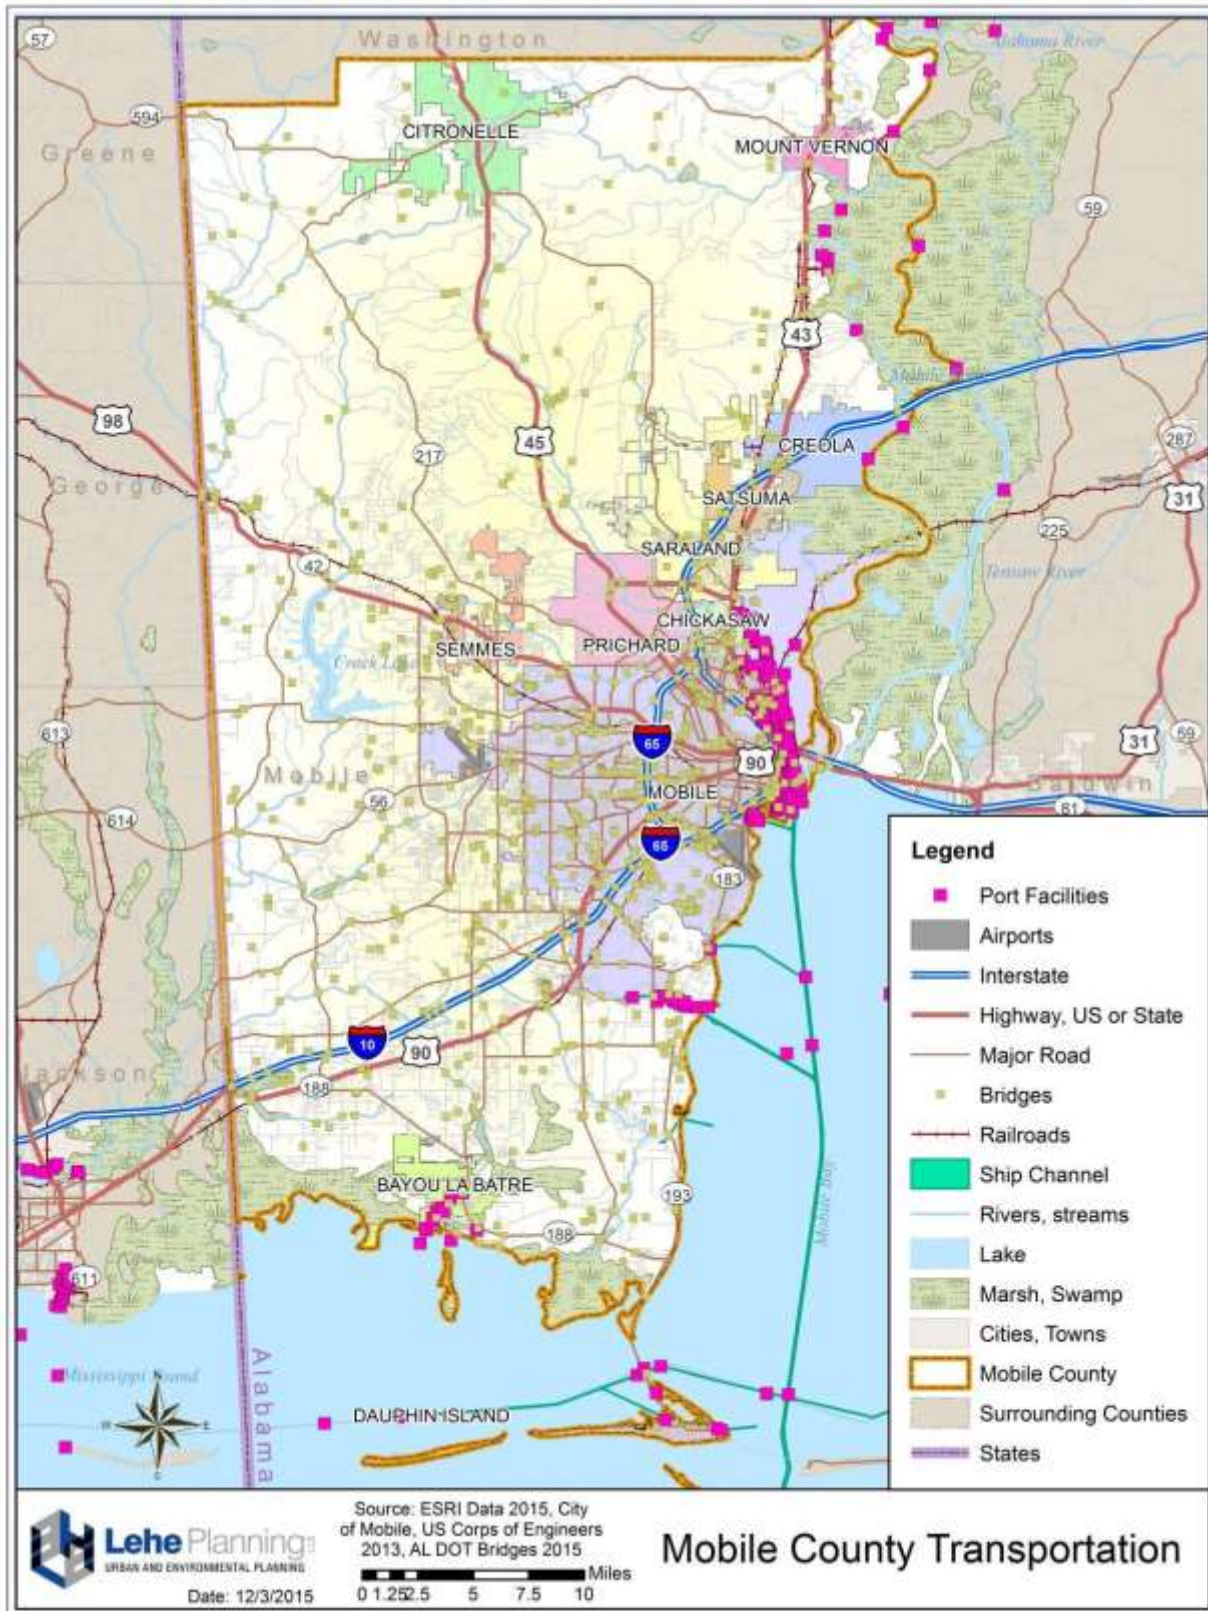 57
Washington
Alabama River
594
CITRONELLE
MOUNT VERNON
Greene
59
43
Mobile
98
45
CREOLA
287
217
George
SATSUMA
31
225
SARALAND
42
Tensaw River
CHICKASAW
SEMMES
PRICHARD
613
65
90
31
59
Mobile
MOBILE
Baldwin
56
61
614
65
183
10
90
Jackson
188
BAYOU LA BATRE
193
188
Mobile Bay
611
Alabama
Mississippi Sound
N
W
E
S
DAUPHIN ISLAND
Legend
Port Facilities
Airports
Interstate
Highway, US or State
Major Road
Bridges
Railroads
Ship Channel
Rivers, streams
Lake
Marsh, Swamp
Cities, Towns
Mobile County
Surrounding Counties
States
Lehe Planning
URBAN AND ENVIRONMENTAL PLANNING
Date: 12/3/2015
Source: ESRI Data 2015, City
of Mobile, US Corps of Engineers
2013, AL DOT Bridges 2015
Miles
0 1.25 2.5 5 7.5 10
Mobile County Transportation